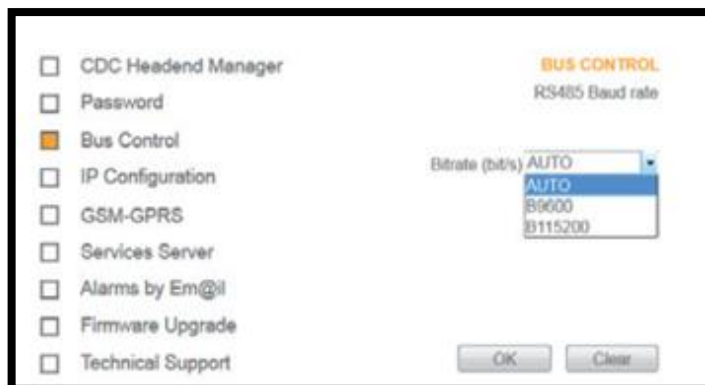 CDC Headend Manager
Password
Bus Control
IP Configuration
GSM-GPRS
Services Server
Alarms by Em@il
Firmware Upgrade
Technical Support
BUS CONTROL
RS485 Baud rate
Bitrate (bit/s) AUTO
AUTO
B9600
B115200
OK Clear